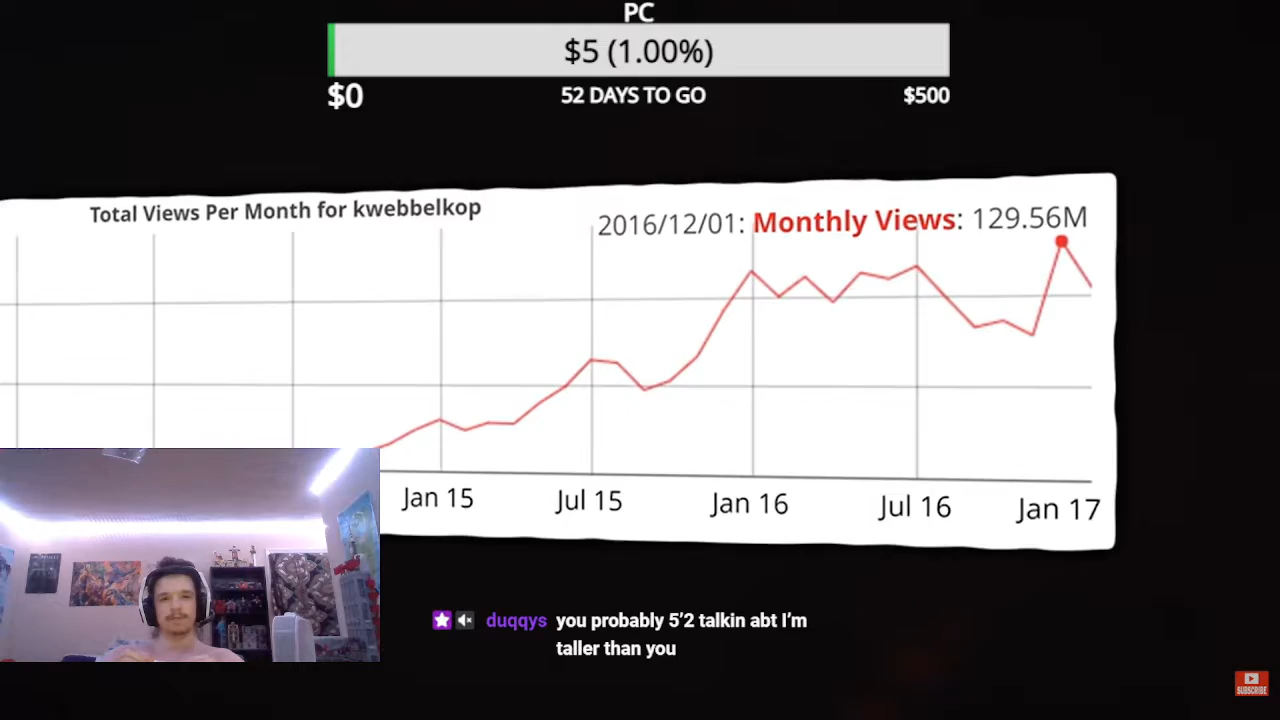 PC
$5 (1.00%)
$0
52 DAYS TO GO
$500
Total Views Per Month for kwebbelkop
2016/12/01: Monthly Views: 129.56M
Jan 15
Jul 15
Jan 16
Jul 16
Jan 17
duqqys you probably 5’2 talkin abt I’m
taller than you
SUBSCRIBE